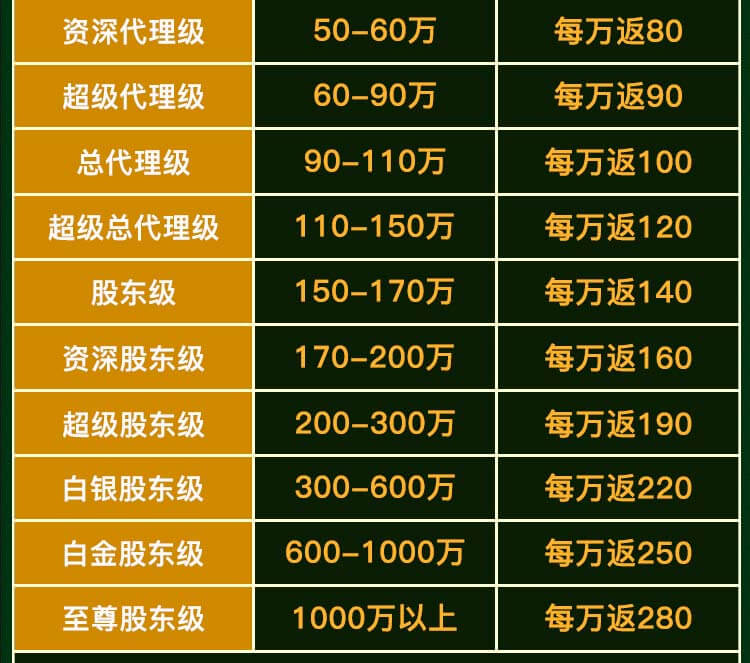 资深代理级 50-60万 每万返80
超级代理级 60-90万 每万返90
总代理级 90-110万 每万返100
超级总代理级 110-150万 每万返120
股东级 150-170万 每万返140
资深股东级 170-200万 每万返160
超级股东级 200-300万 每万返190
白银股东级 300-600万 每万返220
白金股东级 600-1000万 每万返250
至尊股东级 1000万以上 每万返280